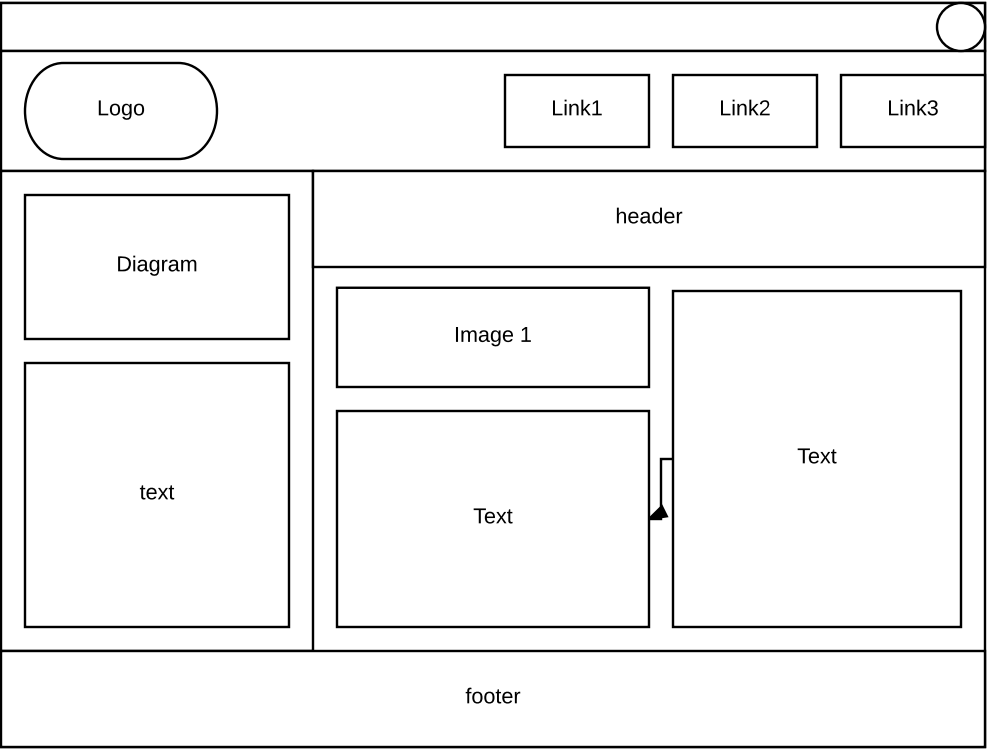 Logo
Link1
Link2
Link3
header
Diagram
Image 1
text
Text
Text
footer